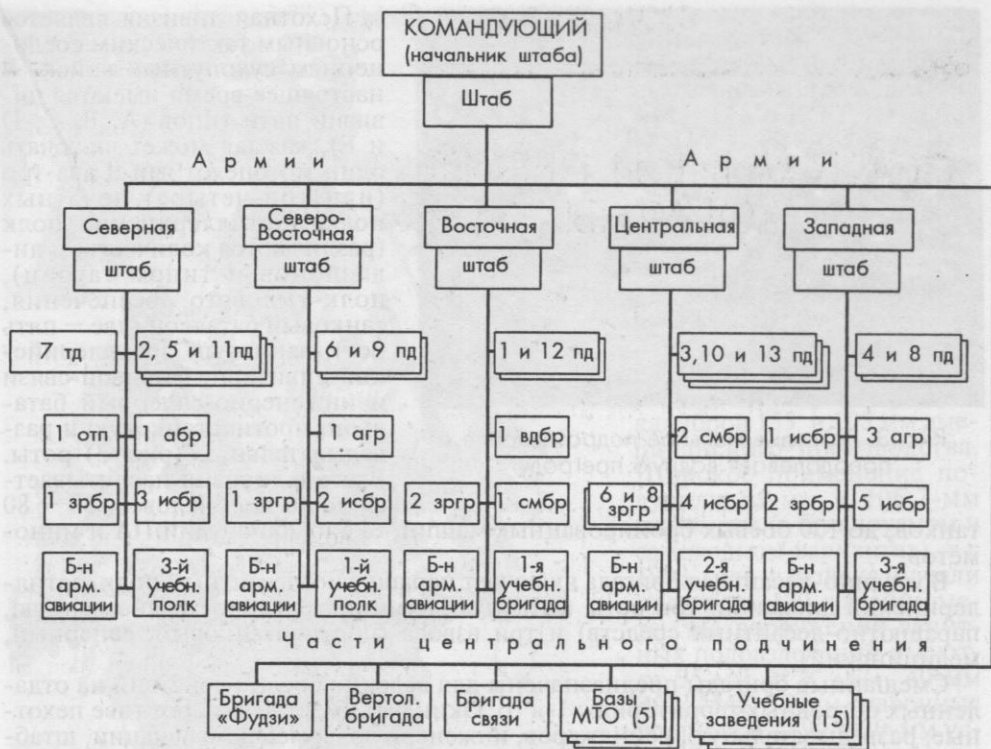 КОМАНДУЮЩИЙ
(начальник штаба)
Штаб
Армии
Армии
Северная
штаб
Северо-
Восточная
штаб
Восточная
штаб
Центральная
штаб
Западная
штаб
7 тд
2, 5 и 11пд
6 и 9 пд
1 и 12пд
3,10 и 13 пд
4 и 8 пд
отп
1 абр
1 агр
1 вдбр
2 смбр
1 исбр
3 агр
1 зрбр
3 исбр
1 зргр
2 исбр
2 зргр
1 смбр
6 и 8
зргр
4 исбр
2 зрбр
5 исбр
Б-н
арм.
авиации
3-й
учебн.
полк
Б-н
арм.
авиации
1-й
учебн.
полк
Б-н
арм.
авиации
1-я
учебн.
бригада
Б-н
арм.
авиации
2-я
учебн.
бригада
Б-н
арм.
авиации
3-я
учебн.
бригада
Части центрального подчинения
Бригада
«Фудзи»
Вертол.
бригада
Бригада
связи
Базы
МТО (5)
Учебные
заведения (15)